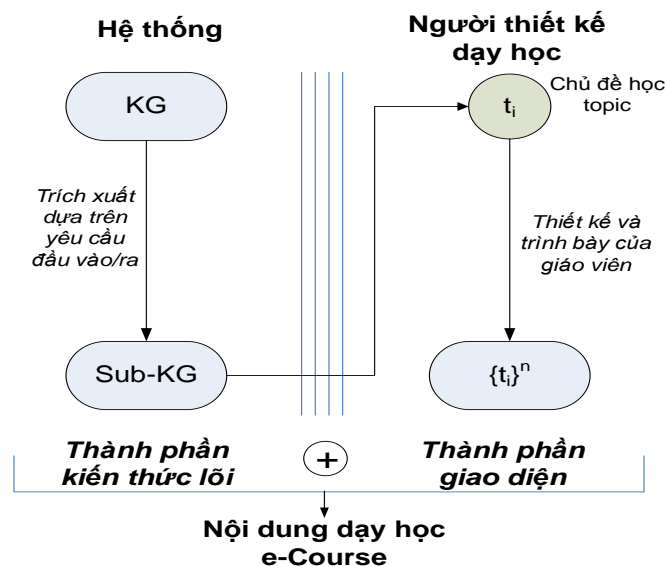 Hệ thống
Người thiết kế
dạy học
KG
t_i
Chủ đề học
topic
Trích xuất
dựa trên
yêu cầu
đầu vào/ra
Thiết kế và
trình bày của
giáo viên
Sub-KG
{t_i}^n
Thành phần
kiến thức lõi
+
Thành phần
giao diện
Nội dung dạy học
e-Course